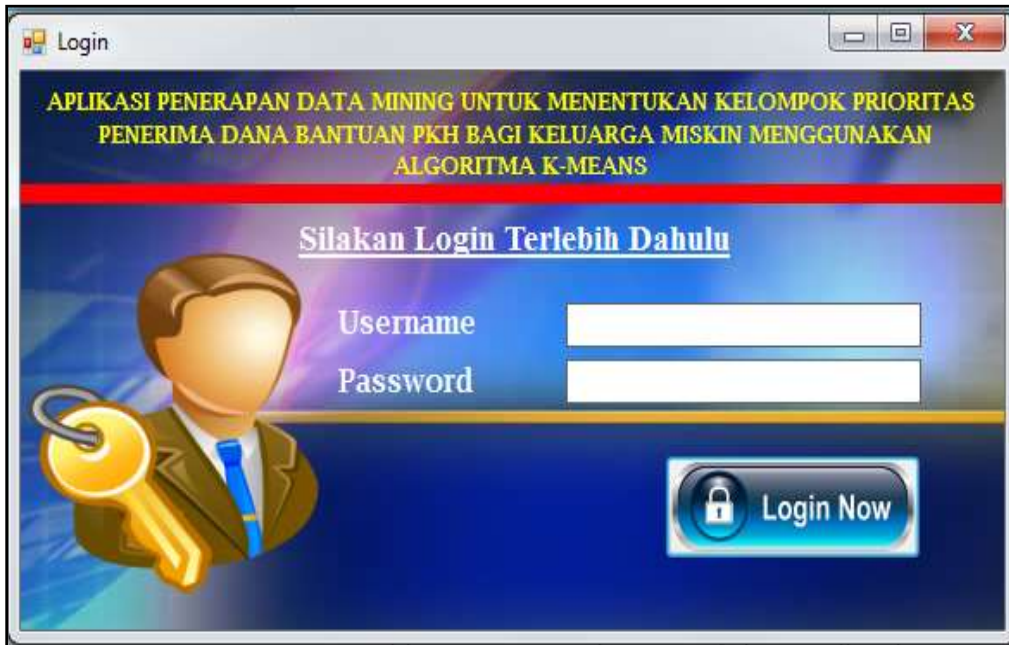 Login
APLIKASI PENERAPAN DATA MINING UNTUK MENENTUKAN KELOMPOK PRIORITAS
PENERIMA DANA BANTUAN PKH BAGI KELUARGA MISKIN MENGGUNAKAN
ALGORITMA K-MEANS
Silakan Login Terlebih Dahulu
Username
Password
Login Now